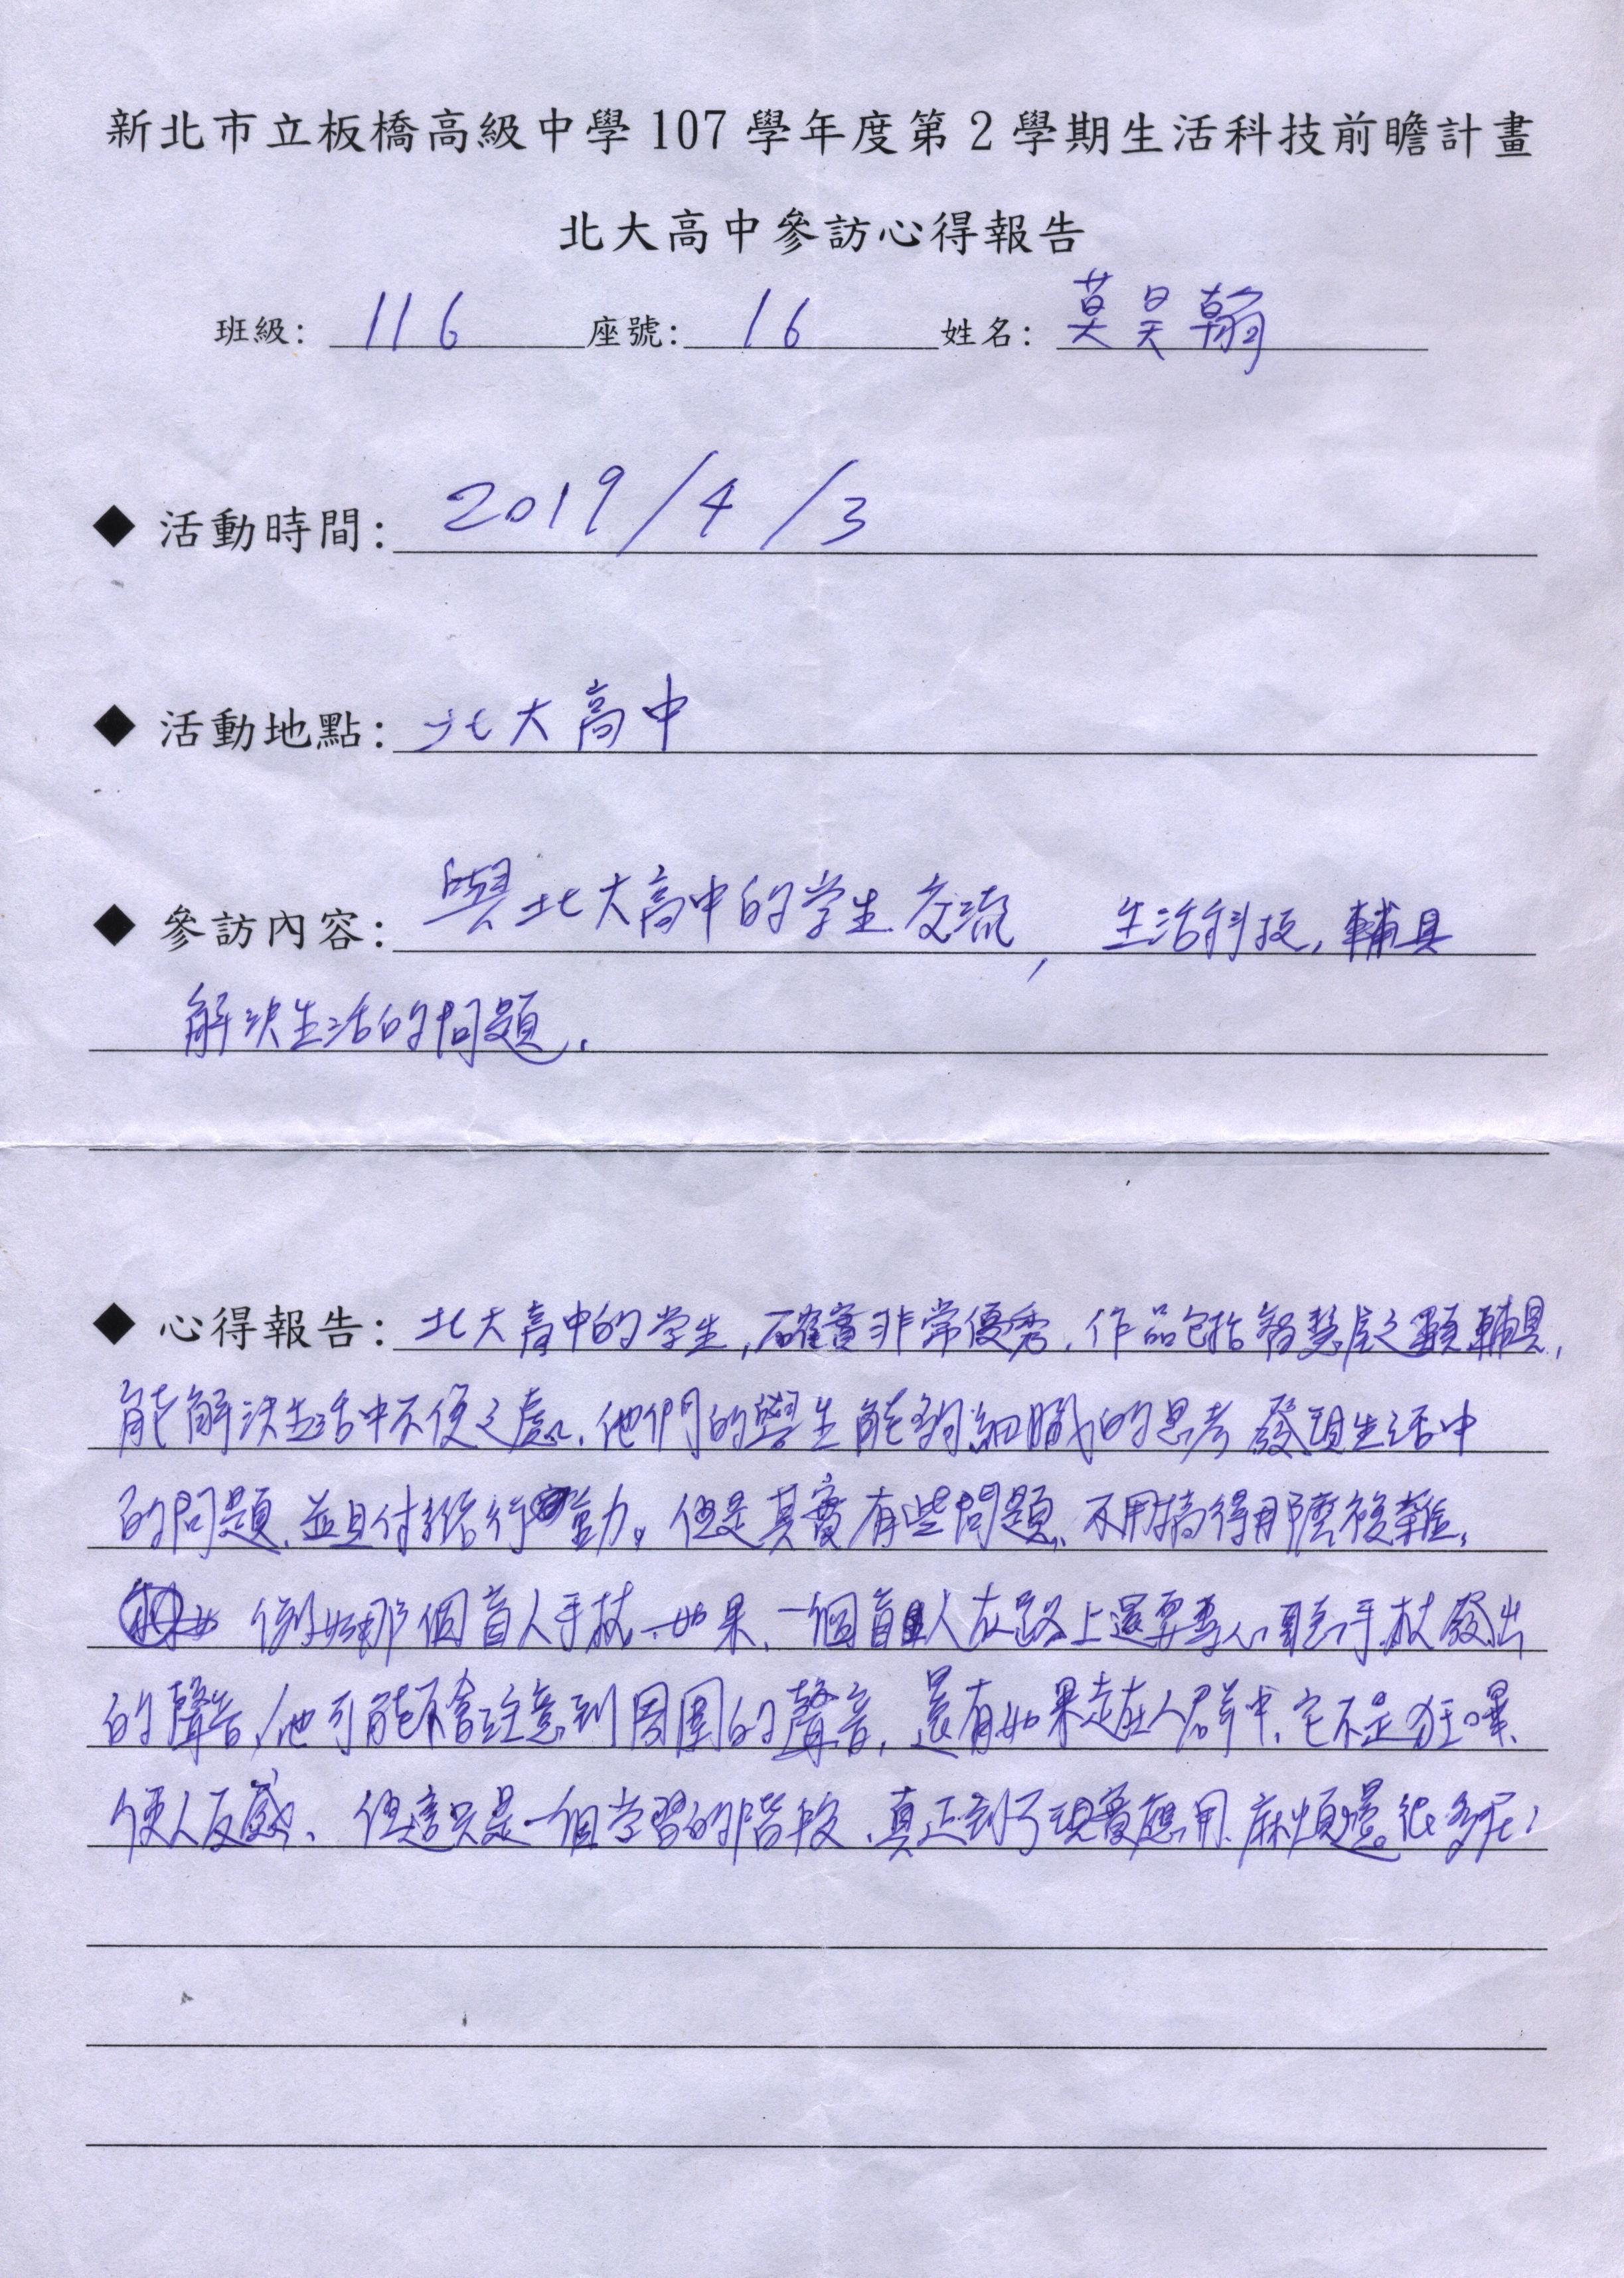 新北市立板橋高級中學 107 學年度第 2 學期生活科技前瞻計畫
北大高中參訪心得報告
班級: 116 座號: 16 姓名: 莫昊翰
◆ 活動時間: 2019/4/3
◆ 活動地點: 北大高中
◆ 參訪內容: 與北大高中的学生交流, 生活科技, 輔具
解決生活的問題.
◆ 心得報告: 北大高中的学生, 確實非常優秀. 作品包括智慧 輔具,
能解決生活中不便之處. 他們的學生能夠細膩的思考 發現生活中
的問題. 並且付諸行動。但是其實有些問題、不用搞得那麼複雜.
例如那個盲人手杖、如果、一個盲人在路上還要專心聽手杖發出
的聲音, 他可能不會注意到周圍的聲音, 還有如果走在人群中. 它不是
使人反感、但這只是一個学習的階段、真正到了現實應用、麻煩還很多呢!